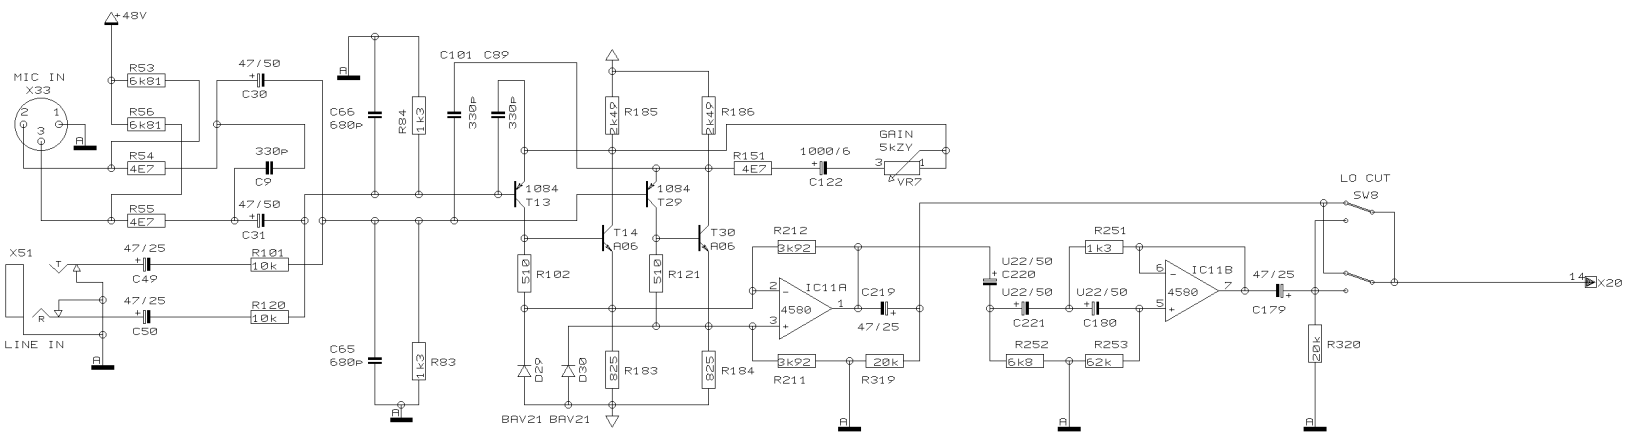 +48V
R53
6k81
47/50
+
C30
MIC IN
X33
2
1
3
R56
6k81
A
R54
4E7
330p
C9
R55
4E7
47/50
+
C31
X51
T
47/25
+
C49
R101
10k
R
47/25
+
C50
R120
10k
LINE IN
A
A
C66
680p
R84
1k3
C101
C89
330p
330p
R185
2k49
R186
2k49
R151
4E7
1000/6
+
C122
GAIN
5kZY
3
1
VR7
1084
T13
1084
T29
T14
A06
T30
A06
R102
510
R121
510
C65
680p
R83
1k3
A
D29
D30
BAV21
BAV21
R183
825
R184
825
R212
3k92
2
-
3
+
IC11A
4580
1
C219
+
47/25
R211
3k92
R319
20k
A
U22/50
+
C220
U22/50
+
C221
U22/50
+
C180
R251
1k3
R252
6k8
R253
62k
A
6
-
5
+
IC11B
4580
7
47/25
+
C179
R320
20k
A
LO CUT
SW8
14
X20